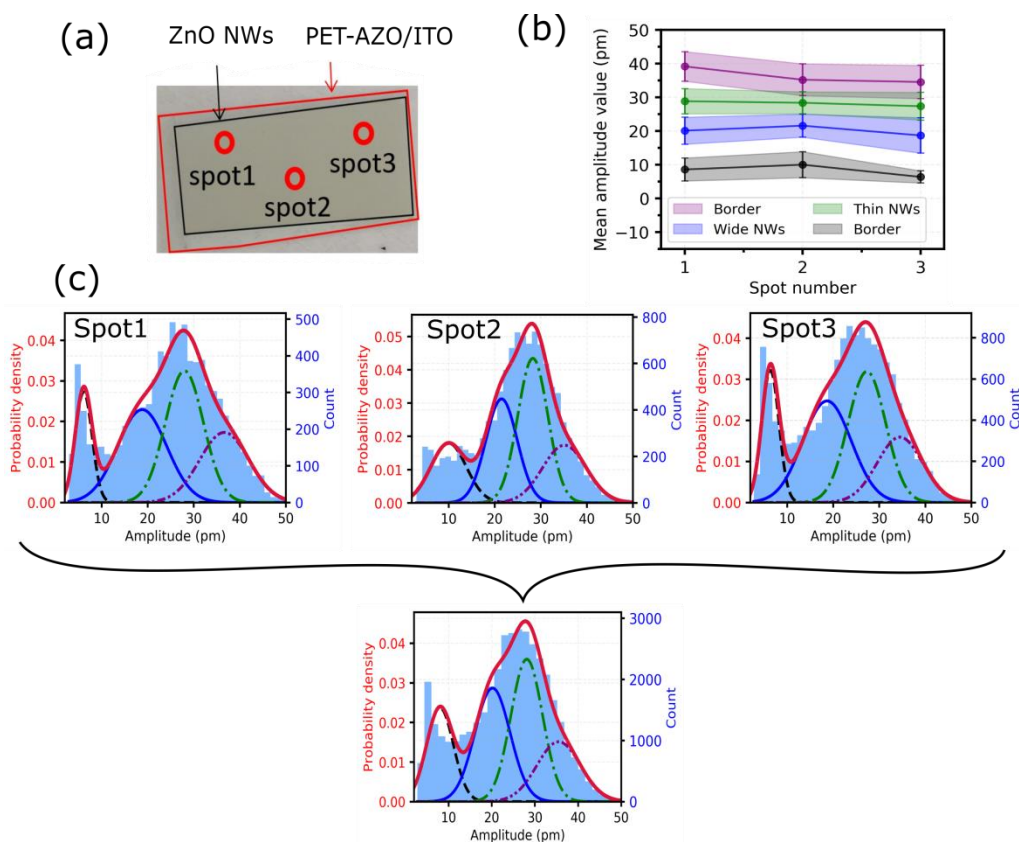 (a)
ZnO NWs
PET-AZO/ITO
spot1
spot2
spot3
(b)
Mean amplitude value (pm)
50
40
30
20
10
0
−10
Border
Thin NWs
Wide NWs
Border
1
2
3
Spot number
(c)
Spot1
Probability density
0.04
0.03
0.02
0.01
0.00
10
20
30
40
50
Amplitude (pm)
500
400
300
200
100
0
Count
Spot2
Probability density
0.05
0.04
0.03
0.02
0.01
0.00
10
20
30
40
50
Amplitude (pm)
800
600
400
200
0
Count
Spot3
Probability density
0.04
0.03
0.02
0.01
0.00
10
20
30
40
50
Amplitude (pm)
800
600
400
200
0
Count
Probability density
0.04
0.03
0.02
0.01
0.00
10
20
30
40
50
Amplitude (pm)
3000
2000
1000
0
Count